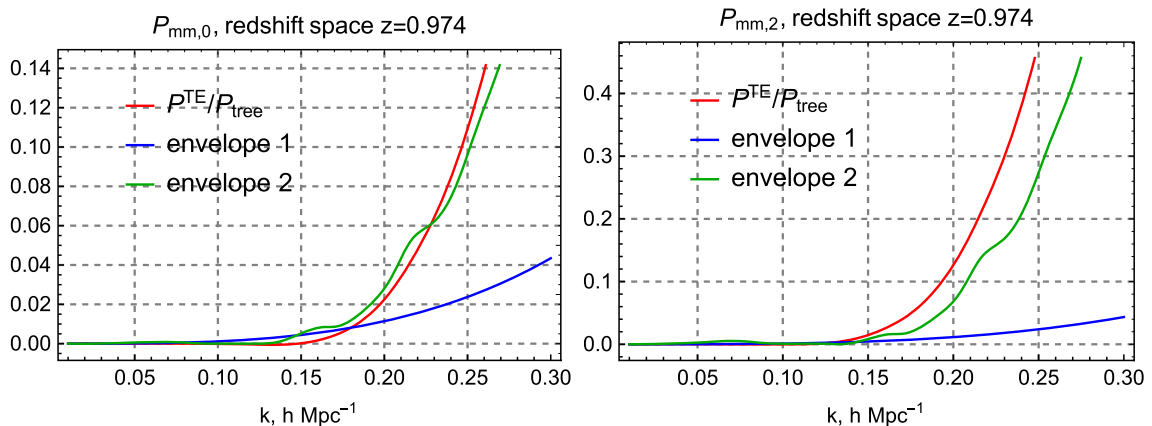 P_mm,0, redshift space z=0.974
0.14
0.12
0.10
0.08
0.06
0.04
0.02
0.00
P^TE/P_tree
envelope 1
envelope 2
0.05 0.10 0.15 0.20 0.25 0.30
k, h Mpc⁻¹
P_mm,2, redshift space z=0.974
0.4
0.3
0.2
0.1
0.0
P^TE/P_tree
envelope 1
envelope 2
0.05 0.10 0.15 0.20 0.25 0.30
k, h Mpc⁻¹